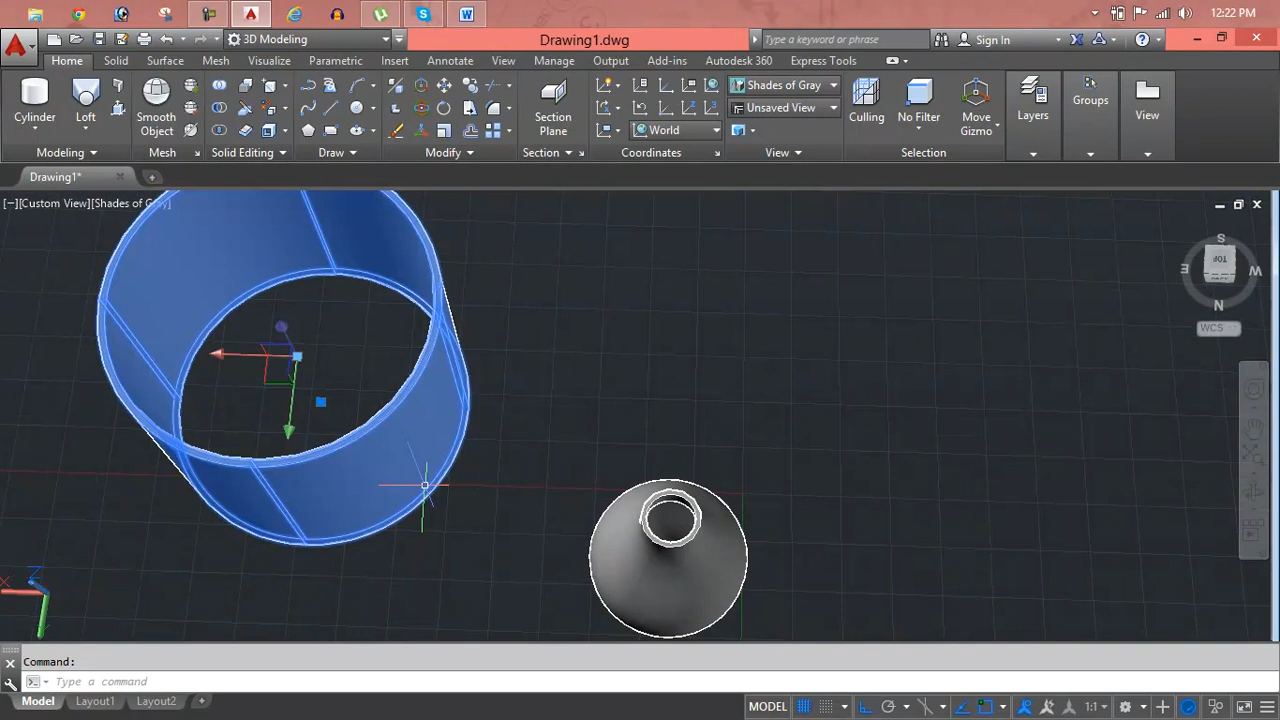 12:22 PM
3D Modeling
Drawing1.dwg
Type a keyword or phrase
Sign In
Home Solid Surface Mesh Visualize Parametric Insert Annotate View Manage Output Add-ins Autodesk 360 Express Tools
Cylinder
Loft
Smooth Object
Section Plane
Shades of Gray
Unsaved View
World
Culling
No Filter
Move Gizmo
Layers
Groups
View
Modeling
Mesh
Solid Editing
Draw
Modify
Section
Coordinates
View
Selection
Drawing1*
[−][Custom View][Shades of Gray]
S
E
TOP
W
N
WCS
Z
X
Command:
Type a command
Model Layout1 Layout2
MODEL
1:1